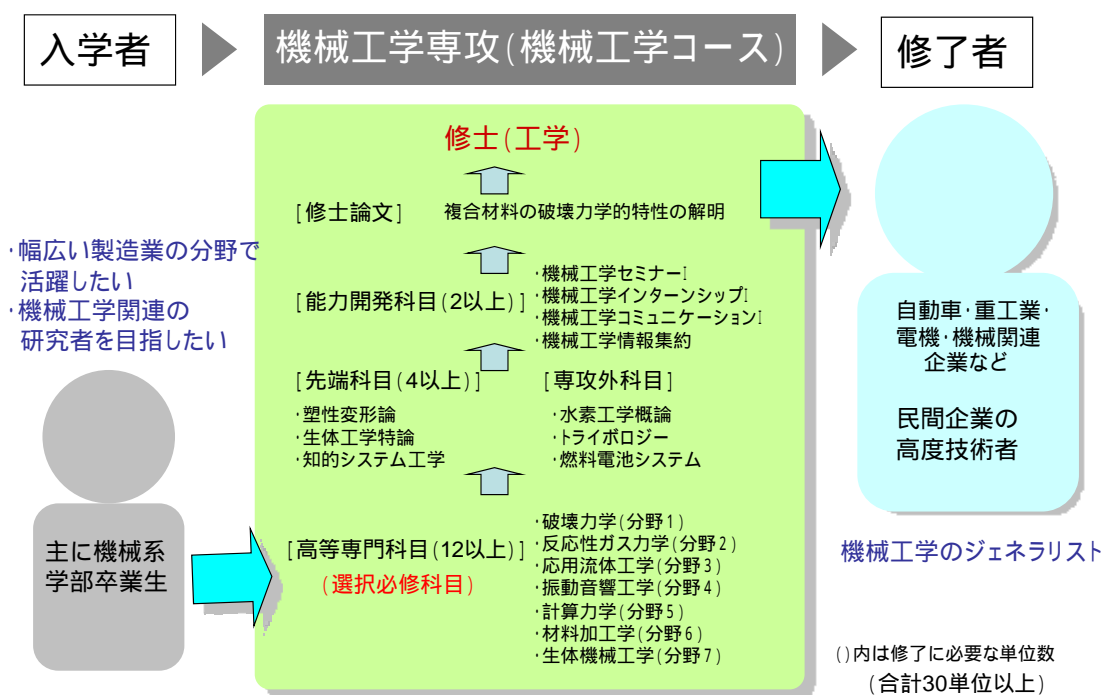 入学者
機械工学専攻(機械工学コース)
修了者
修士(工学)
[修士論文] 複合材料の破壊力学的特性の解明
・幅広い製造業の分野で
活躍したい
・機械工学関連の
研究者を目指したい
[能力開発科目(2以上)]
・機械工学セミナーI
・機械工学インターンシップI
・機械工学コミュニケーションI
・機械工学情報集約
[先端科目(4以上)]
・塑性変形論
・生体工学特論
・知的システム工学
[専攻外科目]
・水素工学概論
・トライボロジー
・燃料電池システム
主に機械系
学部卒業生
[高等専門科目(12以上)]
(選択必修科目)
・破壊力学(分野1)
・反応性ガス力学(分野2)
・応用流体工学(分野3)
・振動音響工学(分野4)
・計算力学(分野5)
・材料加工学(分野6)
・生体機械工学(分野7)
自動車・重工業・
電機・機械関連
企業など
民間企業の
高度技術者
機械工学のジェネラリスト
()内は修了に必要な単位数
(合計30単位以上)